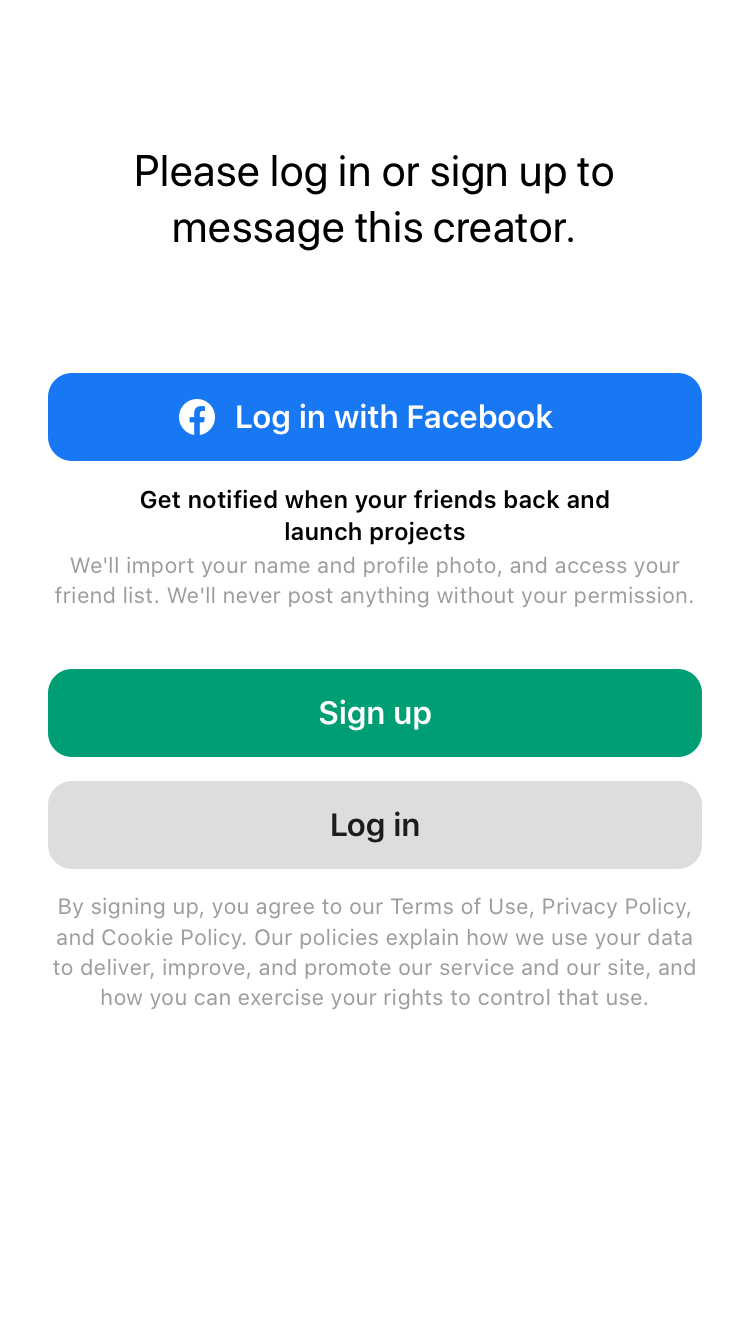 Please log in or sign up to
message this creator.
Log in with Facebook
Get notified when your friends back and
launch projects
We'll import your name and profile photo, and access your
friend list. We'll never post anything without your permission.
Sign up
Log in
By signing up, you agree to our Terms of Use, Privacy Policy,
and Cookie Policy. Our policies explain how we use your data
to deliver, improve, and promote our service and our site, and
how you can exercise your rights to control that use.